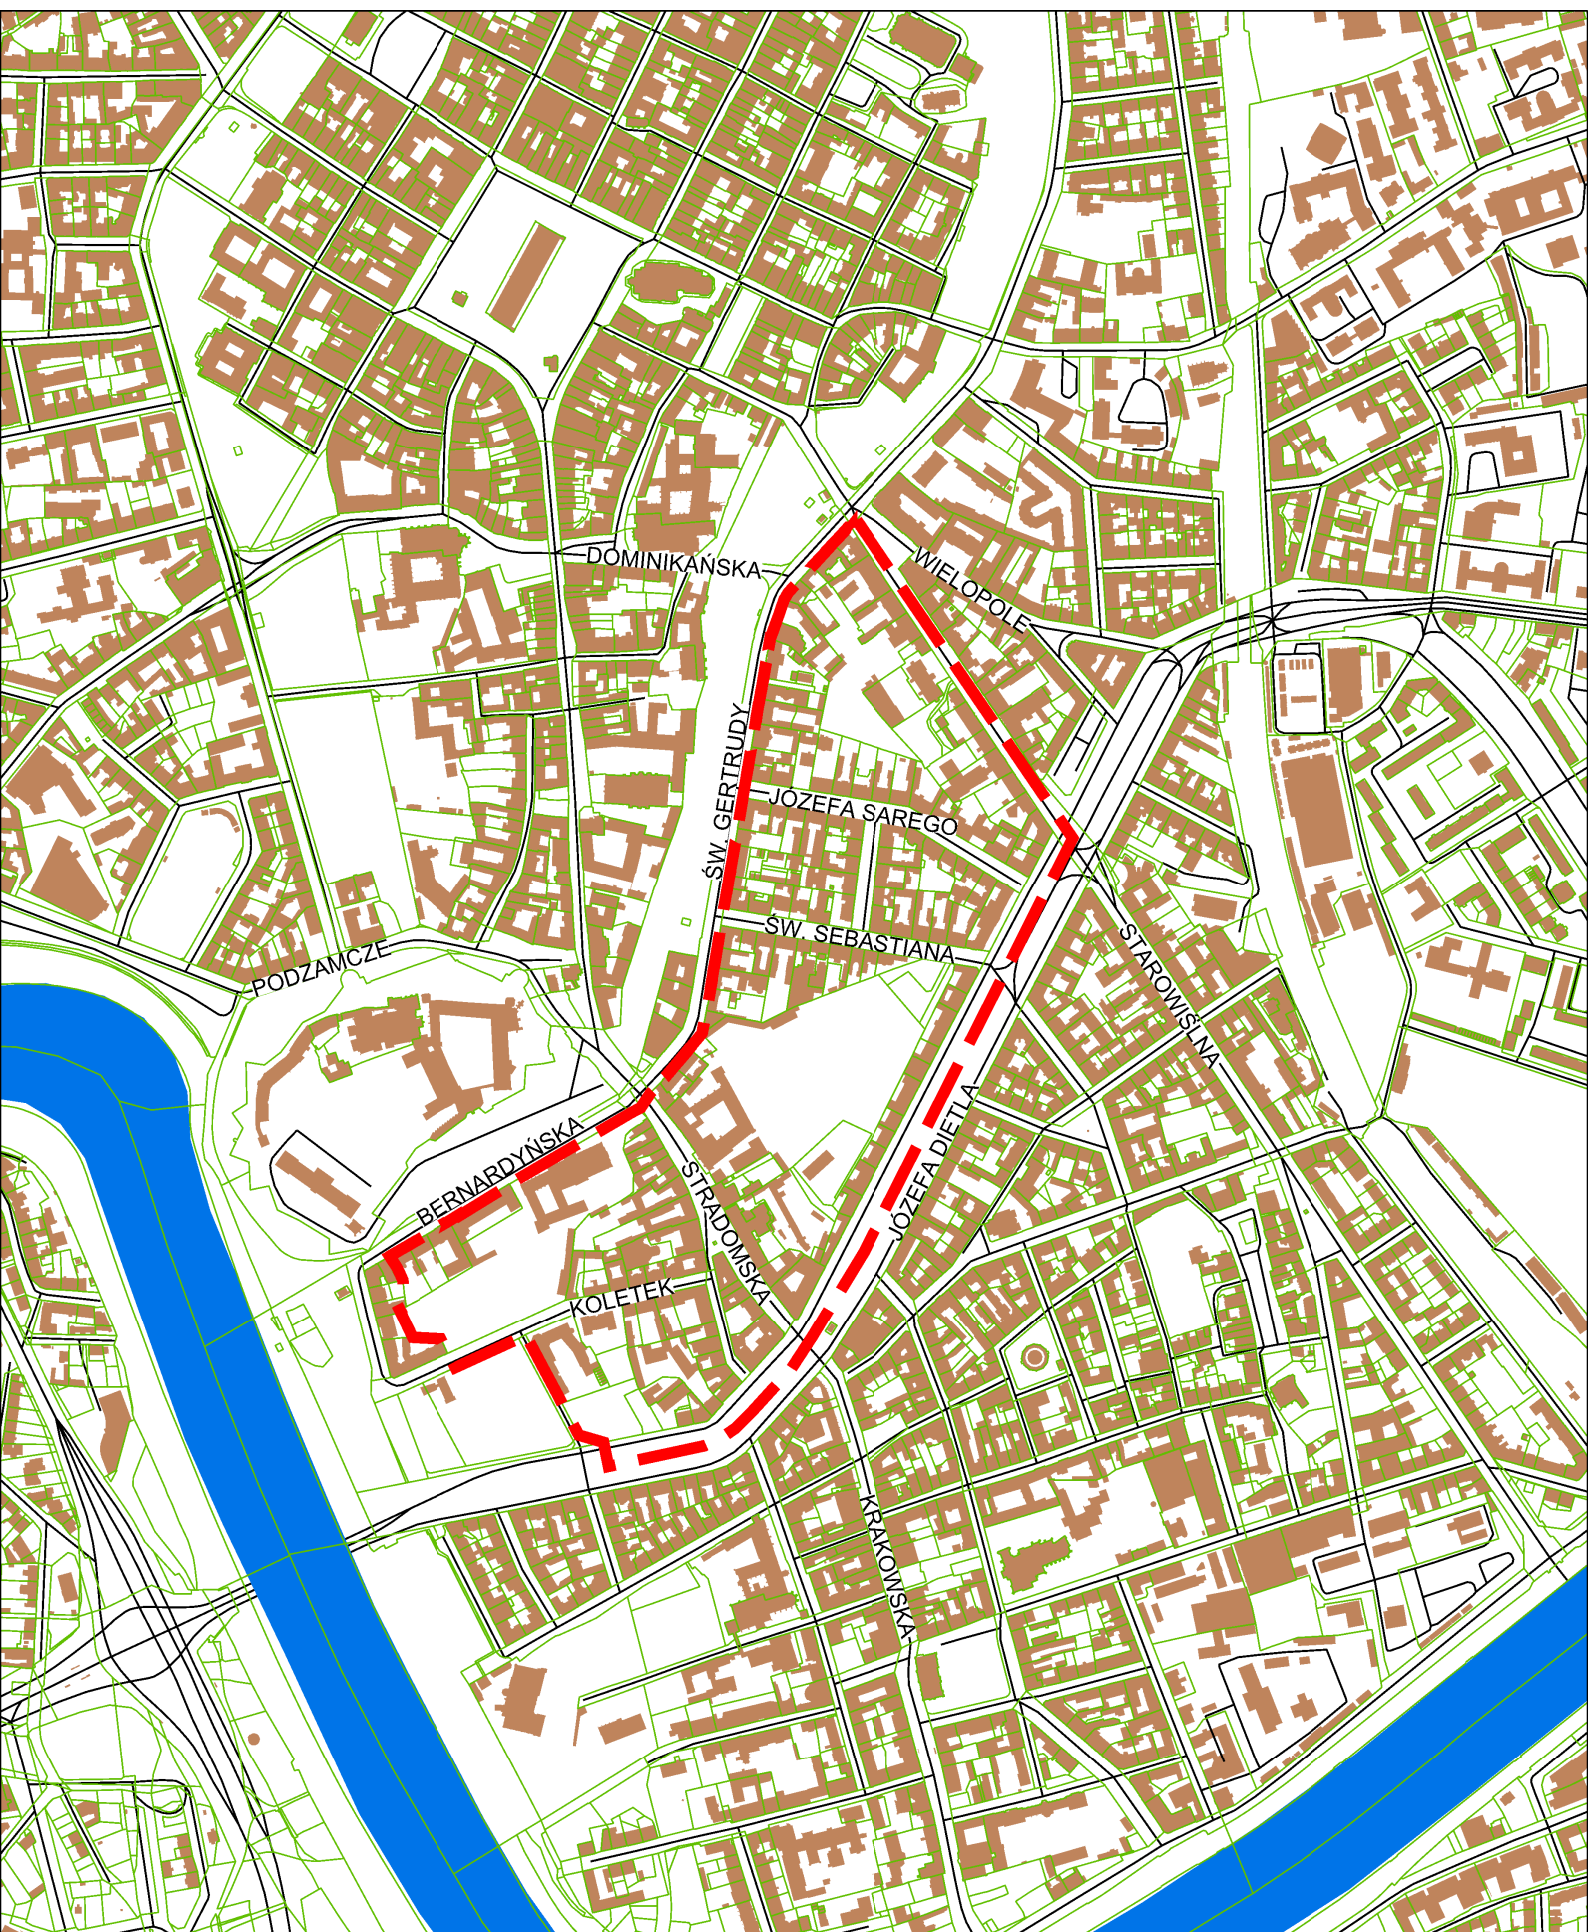 DOMINIKAŃSKA
WIELOPOLE
ŚW. GERTRUDY
JÓZEFA SAREGO
ŚW. SEBASTIANA
PODZAMCZE
STAROWIŚLNA
BERNARDYŃSKA
STRADOMSKA
JÓZEFA DIETLA
KOLETEK
KRAKOWSKA